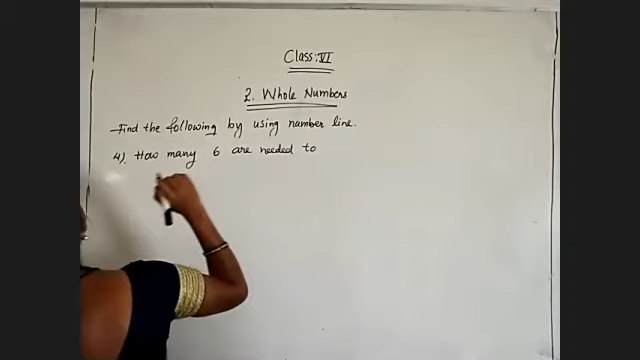 Class:VI
2. Whole Numbers
Find the following by using number line.
4). How many 6 are needed to